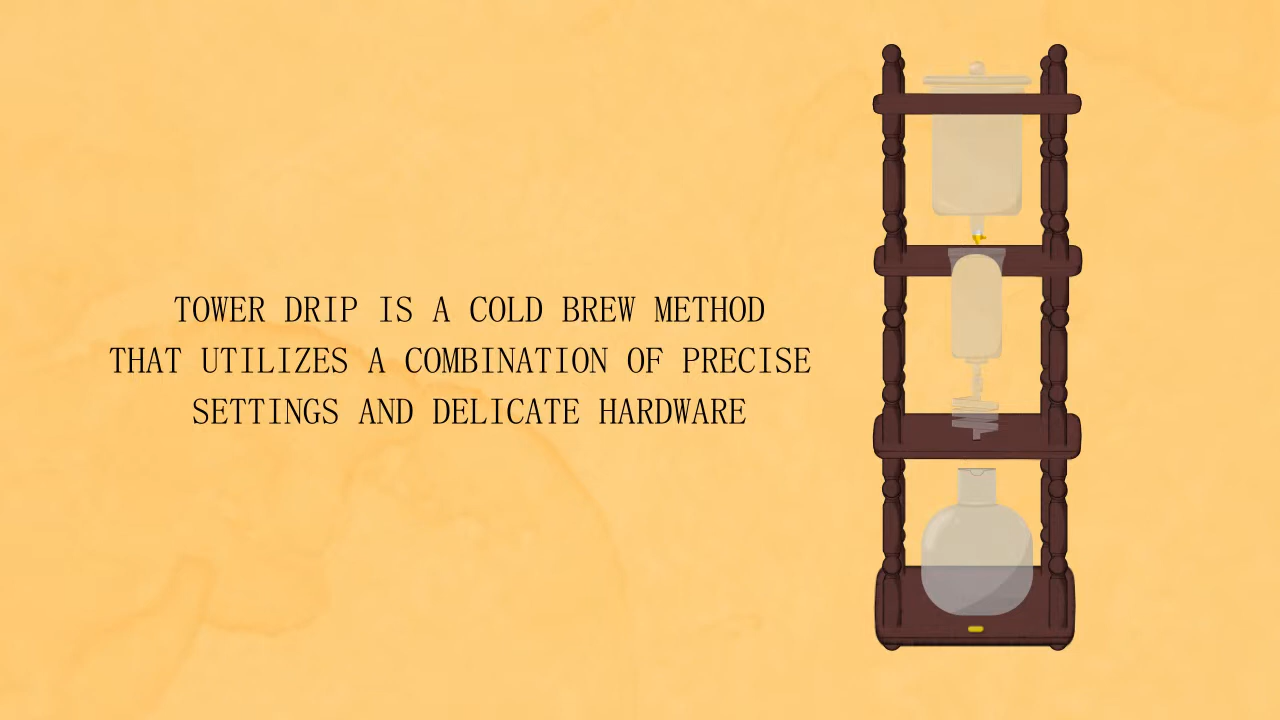 TOWER DRIP IS A COLD BREW METHOD
THAT UTILIZES A COMBINATION OF PRECISE
SETTINGS AND DELICATE HARDWARE